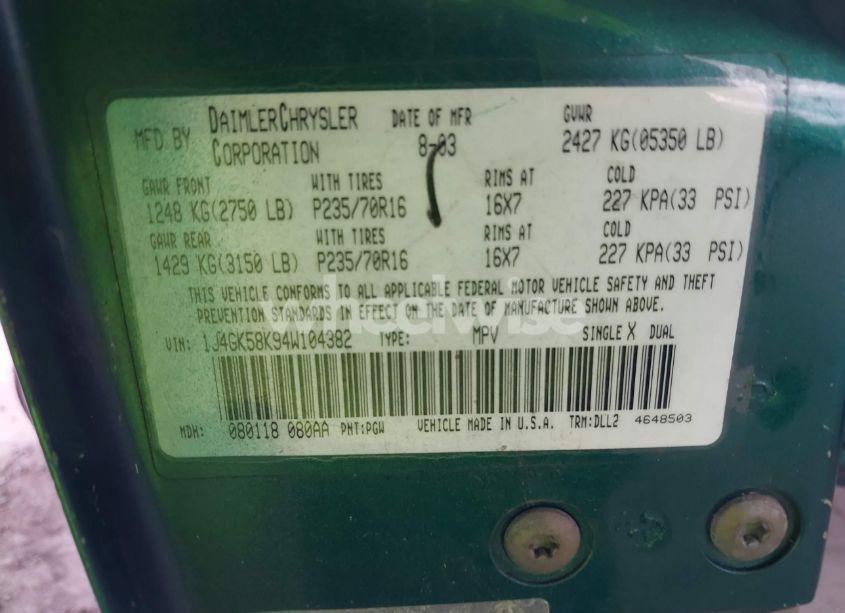 MFD BY DAIMLERCHRYSLER CORPORATION DATE OF MFR 8-03 GVWR 2427 KG(05350 LB)
GAWR FRONT WITH TIRES RIMS AT COLD
1248 KG(2750 LB) P235/70R16 16X7 227 KPA(33 PSI)
GAWR REAR WITH TIRES RIMS AT COLD
1429 KG(3150 LB) P235/70R16 16X7 227 KPA(33 PSI)
THIS VEHICLE CONFORMS TO ALL APPLICABLE FEDERAL MOTOR VEHICLE SAFETY AND THEFT
PREVENTION STANDARDS IN EFFECT ON THE DATE OF MANUFACTURE SHOWN ABOVE.
wheelwise
VIN: 1J4GK58K94W104382 TYPE: MPV SINGLE X DUAL
MDH: 080118 080AA PNT:PGW VEHICLE MADE IN U.S.A. TRM:DLL2 4648503